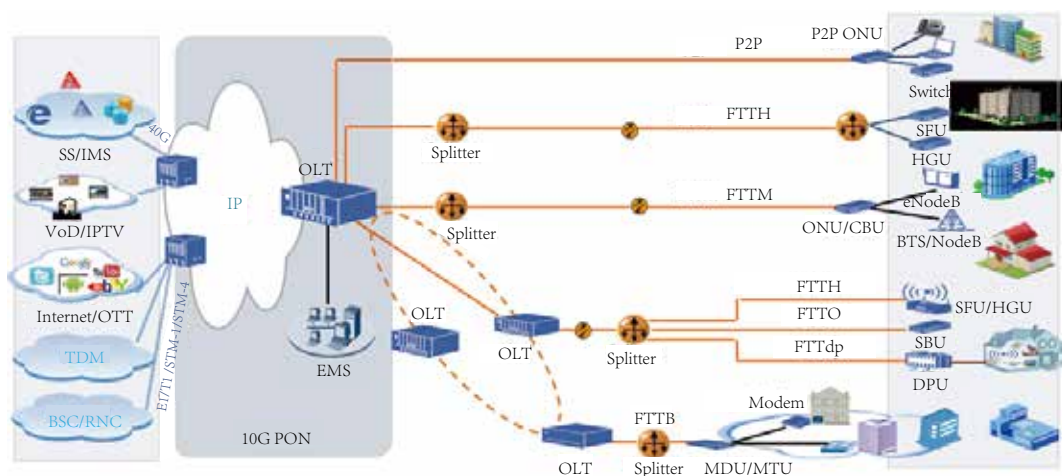 P2P
P2P ONU
40G
Switch
SS/IMS
OLT
Splitter
FTTH
SFU
HGU
IP
FTTM
eNodeB
VoD/IPTV
Splitter
ONU/CBU
BTS/NodeB
Google
ebY
Internet/OTT
E1/T1/STM-1/STM-4
FTTH
SFU/HGU
OLT
FTTO
TDM
EMS
OLT
Splitter
SBU
FTTdp
DPU
BSC/RNC
Modem
10G PON
FTTB
OLT
Splitter
MDU/MTU